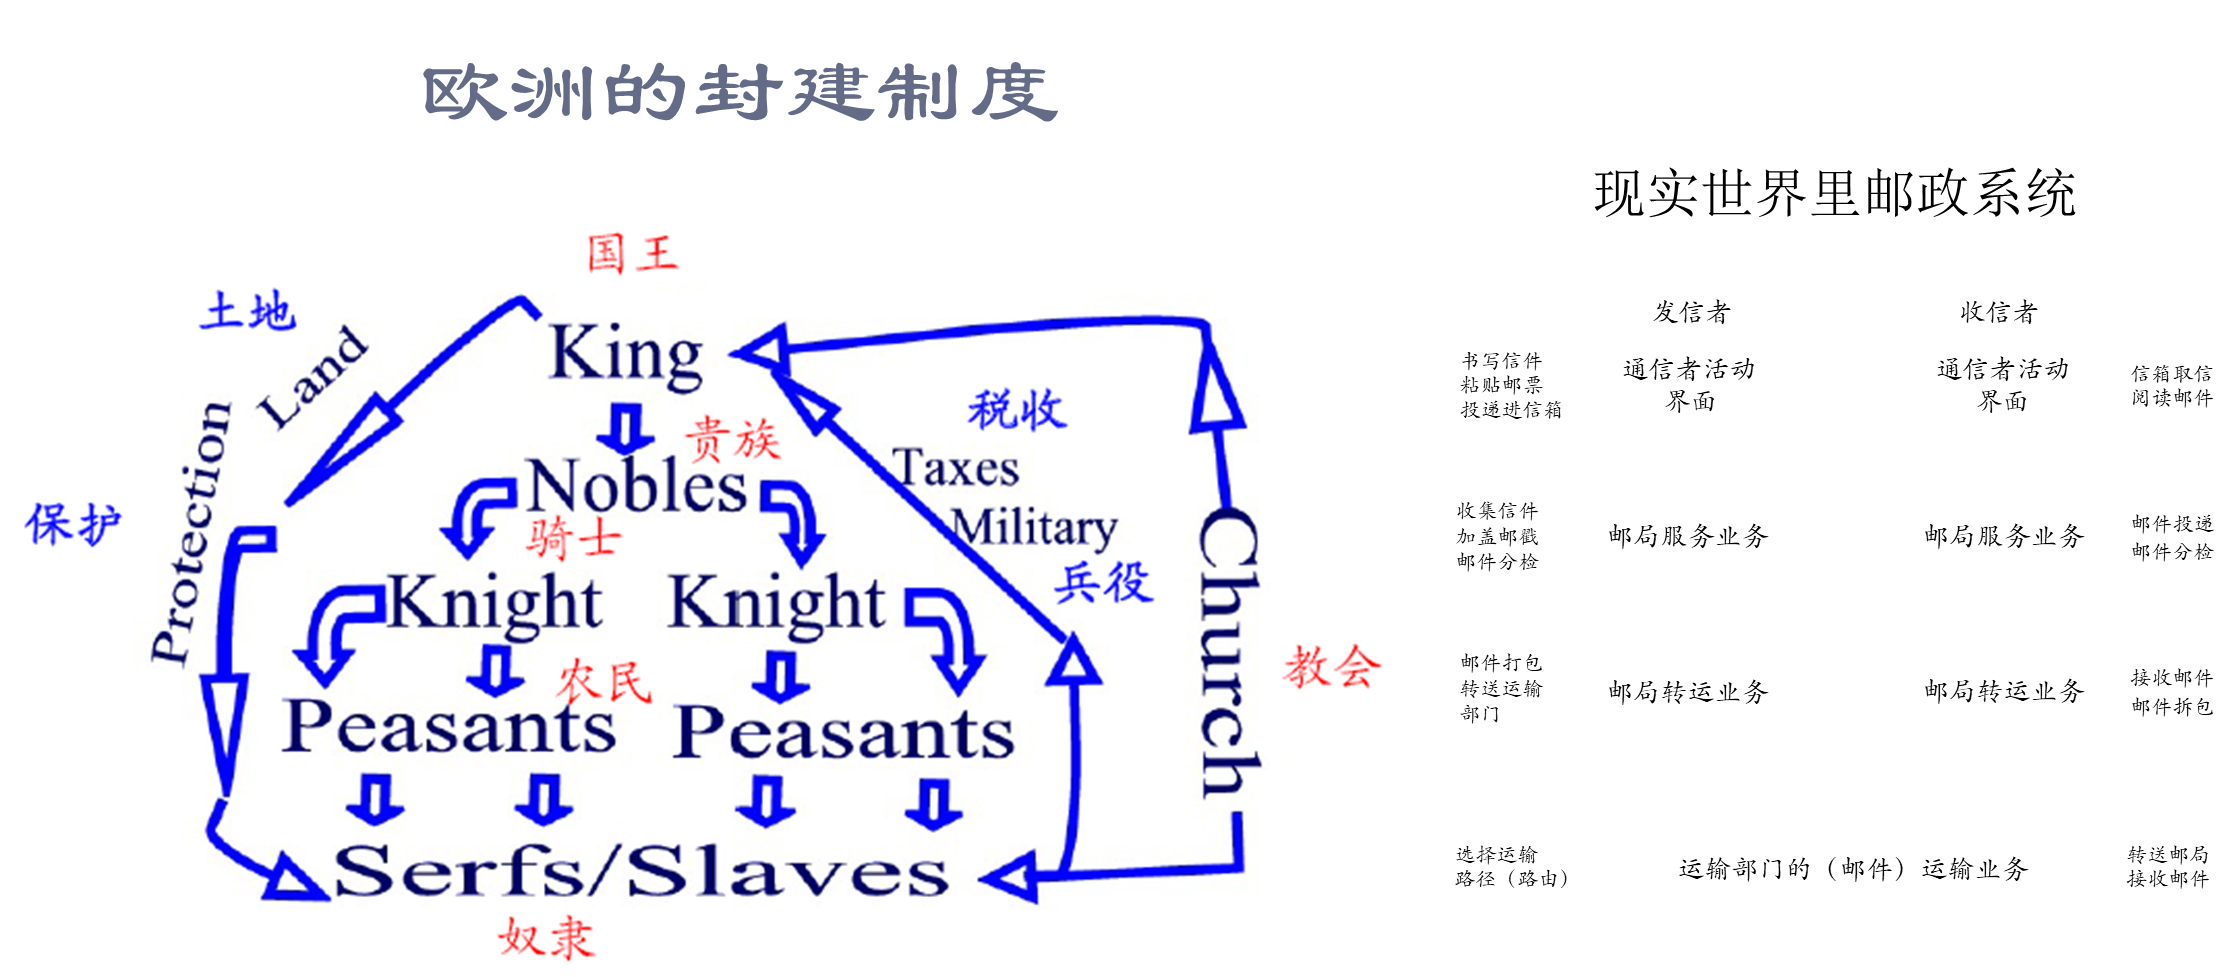 欧洲的封建制度
国王
土地
Land
King
保护
Protection
贵族
Nobles
税收
Taxes
Military
兵役
骑士
Knight
Knight
农民
Peasants
Peasants
Church
教会
Serfs/Slaves
奴隶
现实世界里邮政系统
发信者
收信者
书写信件
粘贴邮票
投递进信箱
通信者活动
界面
通信者活动
界面
信箱取信
阅读邮件
收集信件
加盖邮戳
邮件分检
邮局服务业务
邮局服务业务
邮件投递
邮件分检
邮件打包
转送运输
部门
邮局转运业务
邮局转运业务
接收邮件
邮件拆包
选择运输
路径（路由）
运输部门的（邮件）运输业务
转送邮局
接收邮件